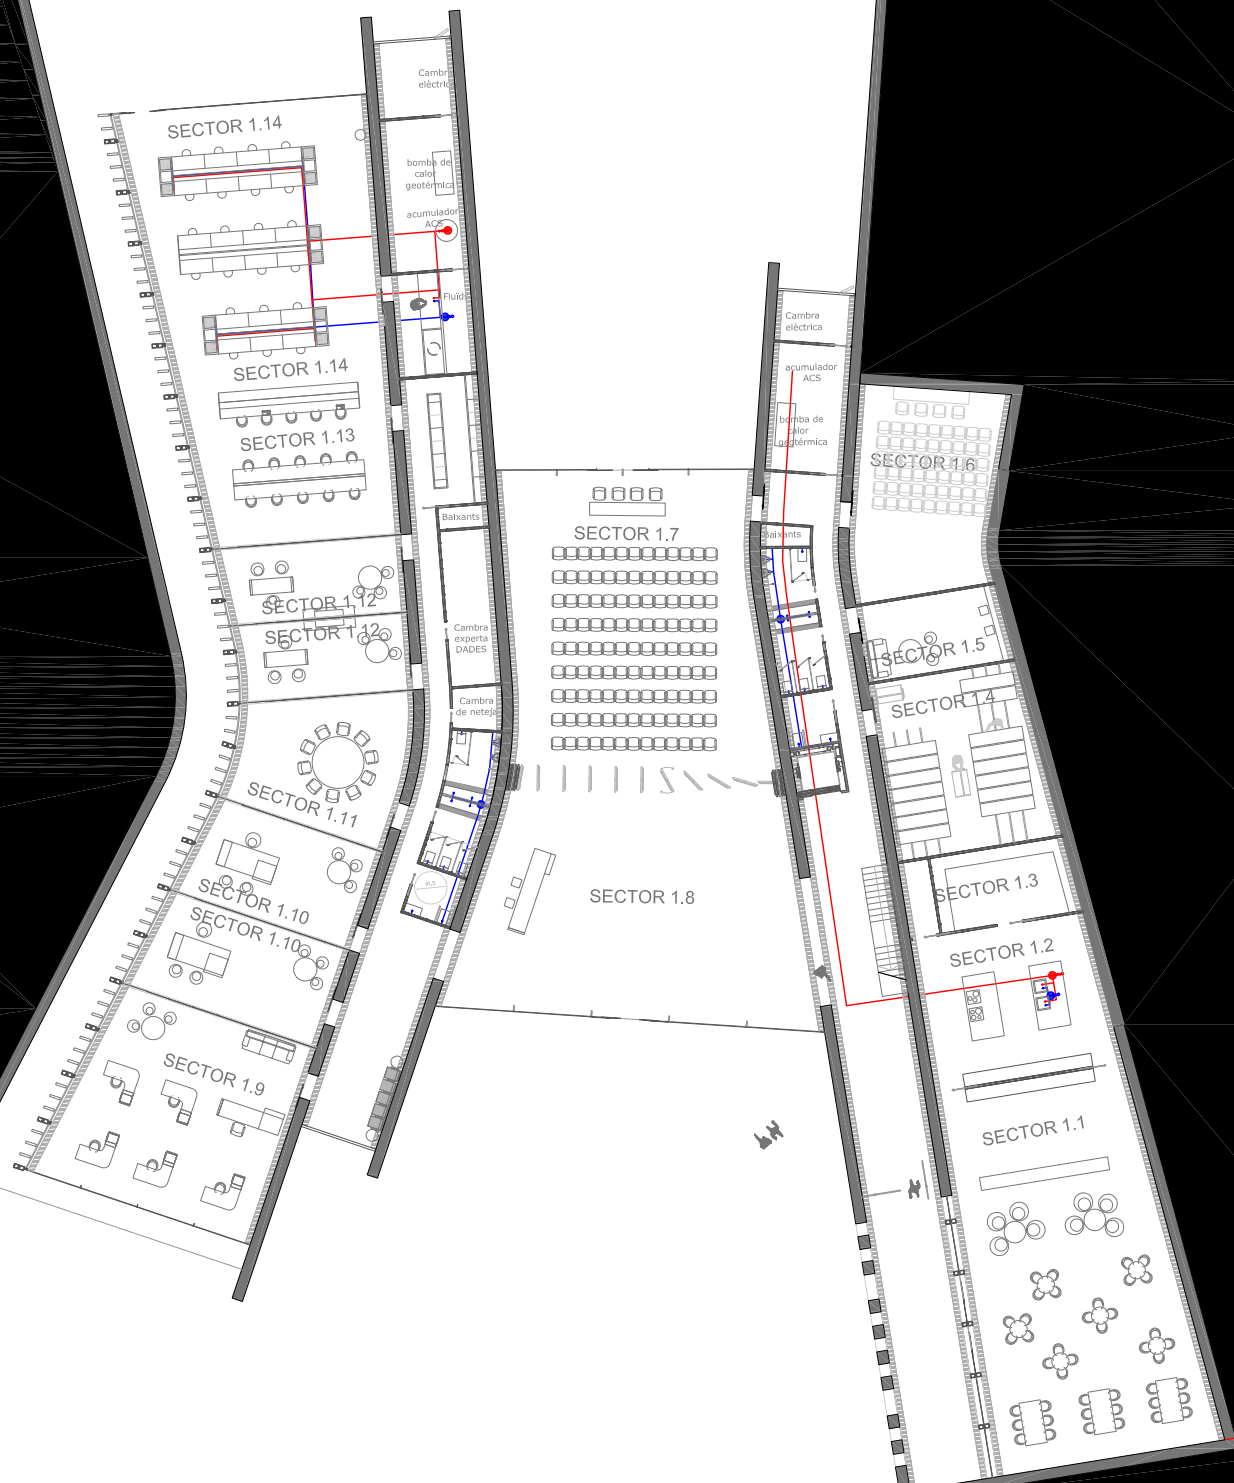 Cambra
elèctrica
SECTOR 1.14
bomba de
calor
geotèrmica
acumulador
ACS
Fluïds
SECTOR 1.14
SECTOR 1.13
Cambra
elèctrica
acumulador
ACS
bomba de
calor
geotèrmica
SECTOR 1.6
Baixants
SECTOR 1.7
Baixants
SECTOR 1.12
SECTOR 1.12
Cambra
experta
DADES
SECTOR 1.5
Cambra
de neteja
SECTOR 1.4
SECTOR 1.11
SECTOR 1.10
SECTOR 1.10
SECTOR 1.8
SECTOR 1.3
SECTOR 1.2
SECTOR 1.9
SECTOR 1.1